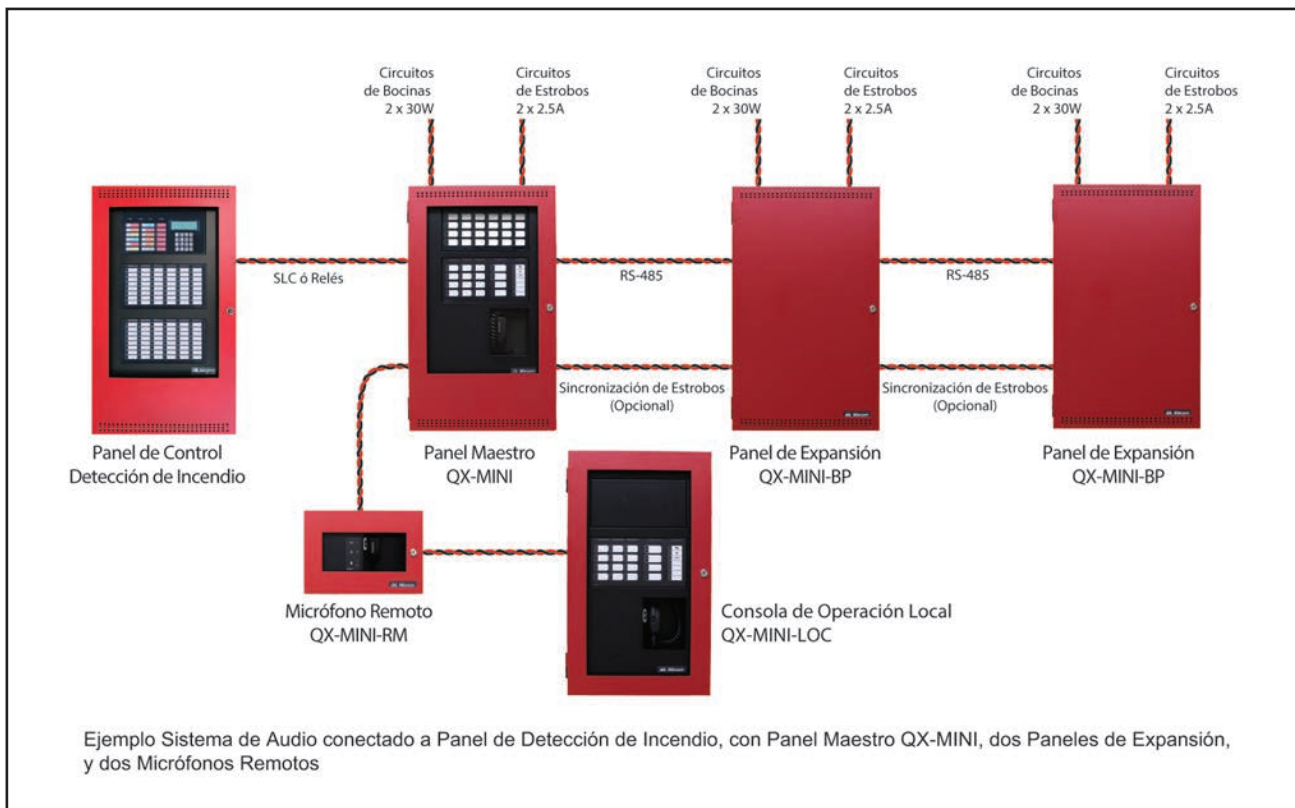 Circuitos
de Bocinas
2 x 30W
Circuitos
de Estrobos
2 x 2.5A
Circuitos
de Bocinas
2 x 30W
Circuitos
de Estrobos
2 x 2.5A
Circuitos
de Bocinas
2 x 30W
Circuitos
de Estrobos
2 x 2.5A
SLC ó Relés
RS-485
RS-485
Sincronización de Estrobos
(Opcional)
Sincronización de Estrobos
(Opcional)
Panel de Control
Detección de Incendio
Panel Maestro
QX-MINI
Panel de Expansión
QX-MINI-BP
Panel de Expansión
QX-MINI-BP
Micrófono Remoto
QX-MINI-RM
Consola de Operación Local
QX-MINI-LOC
Ejemplo Sistema de Audio conectado a Panel de Detección de Incendio, con Panel Maestro QX-MINI, dos Paneles de Expansión,
y dos Micrófonos Remotos